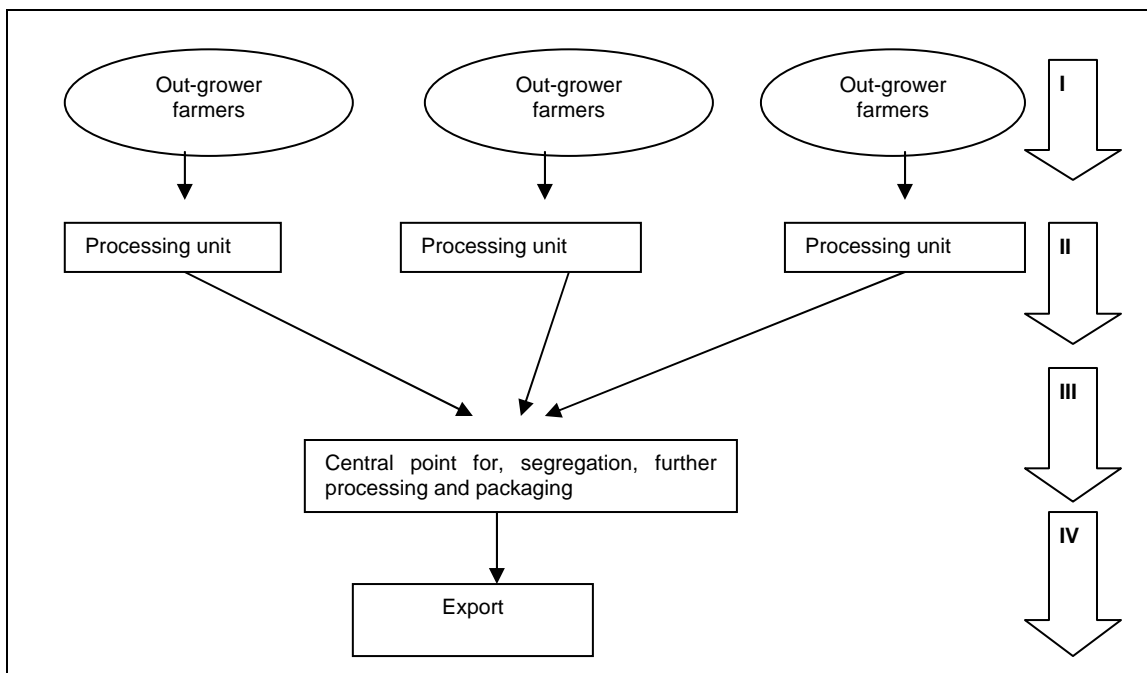 Out-grower
farmers
Out-grower
farmers
Out-grower
farmers
I
Processing unit
Processing unit
Processing unit
II
III
Central point for, segregation, further
processing and packaging
IV
Export